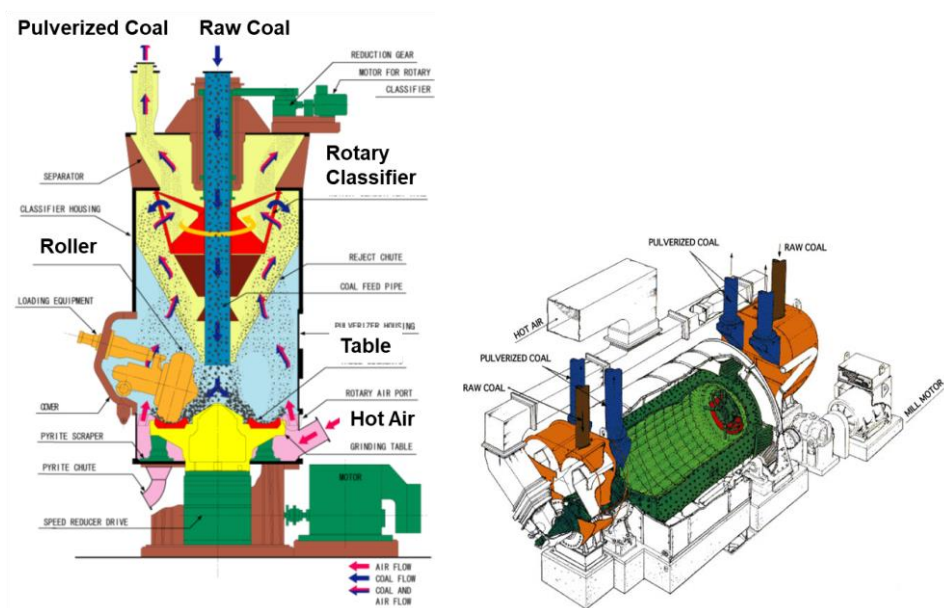 Pulverized Coal
Raw Coal
REDUCTION GEAR
MOTOR FOR ROTARY
CLASSIFIER
SEPARATOR
Rotary
Classifier
CLASSIFIER HOUSING
Roller
REJECT CHUTE
LOADING EQUIPMENT
COAL FEED PIPE
PULVERIZER HOUSING
Table
ROTARY AIR PORT
COVER
Hot Air
PYRITE SCRAPER
GRINDING TABLE
PYRITE CHUTE
MOTOR
SPEED REDUCER DRIVE
AIR FLOW
COAL FLOW
COAL AND
AIR FLOW
PULVERIZED COAL
RAW COAL
HOT AIR
PULVERIZED COAL
RAW COAL
MILL MOTOR